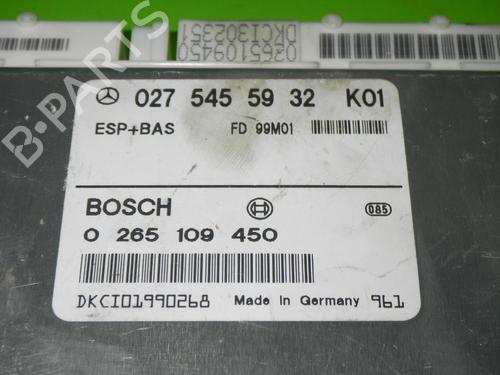 0265109450
DKC1302351
027 545 59 32 K01
ESP+BAS FD 99M01
BOSCH
085
0 265 109 450
DKCI01990268 Made in Germany 961
B-PARTS